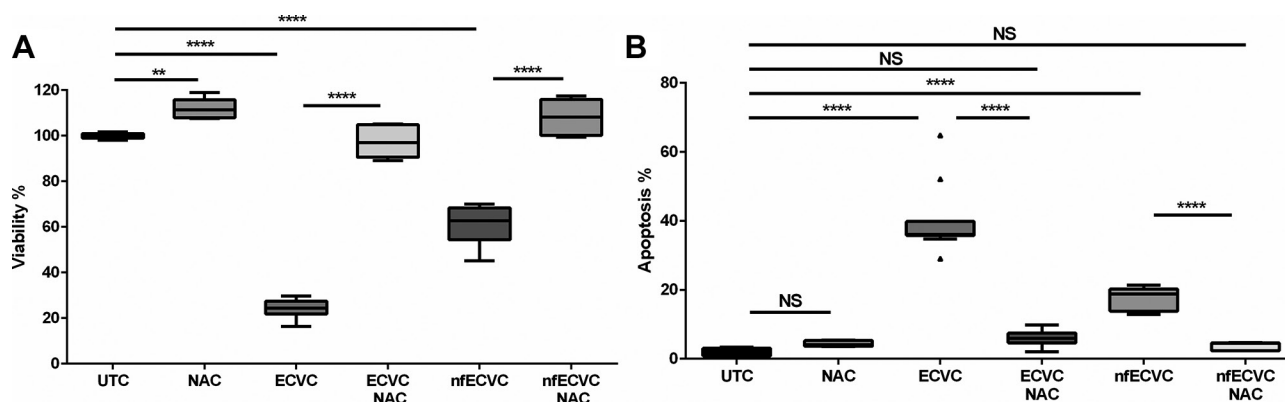 A
Viability %
120
100
80
60
40
20
0
****
****
**
****
****
UTC
NAC
ECVC
ECVC
NAC
nfECVC
nfECVC
NAC
B
Apoptosis %
80
60
40
20
0
NS
NS
****
****
****
****
NS
UTC
NAC
ECVC
ECVC
NAC
nfECVC
nfECVC
NAC